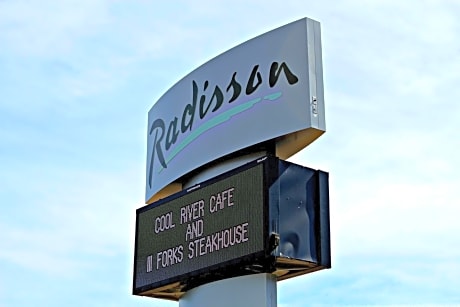 Radisson
COOL RIVER CAFE
AND
III FORKS STEAKHOUSE